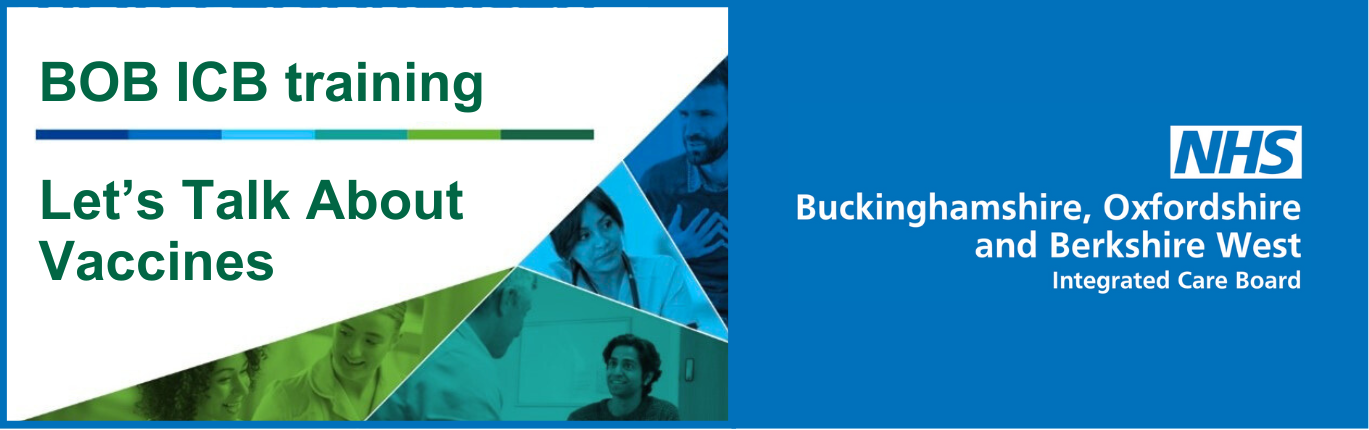 BOB ICB training
Let’s Talk About
Vaccines
NHS
Buckinghamshire, Oxfordshire
and Berkshire West
Integrated Care Board